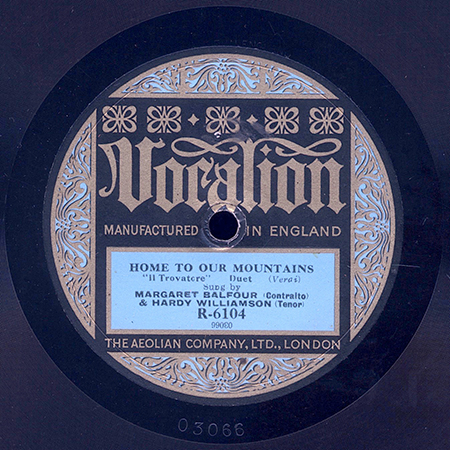 Vocalion
MANUFACTURED IN ENGLAND
HOME TO OUR MOUNTAINS
"Il Trovatore" Duet (Verdi)
Sung by
MARGARET BALFOUR (Contralto)
& HARDY WILLIAMSON (Tenor)
R-6104
03066
THE AEOLIAN COMPANY, LTD., LONDON
03066